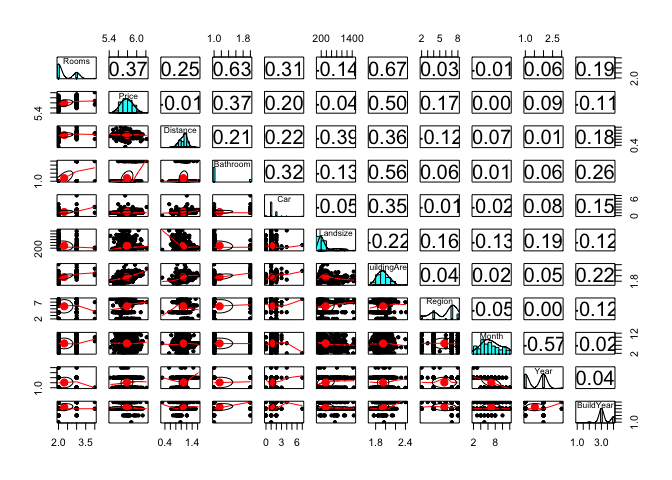 5.4 6.0 1.0 1.8 200 1400 2 5 8 1.0 2.5
Rooms 0.37 0.25 0.63 0.31 -0.14 0.67 0.03 -0.01 0.06 0.19 2.0
5.4 Price -0.01 0.37 0.20 -0.04 0.50 0.17 0.00 0.09 -0.11
Distance 0.21 0.22 -0.39 0.36 -0.12 0.07 0.01 0.18 0.4
1.0 Bathroom 0.32 -0.13 0.56 0.06 0.01 0.06 0.26
Car -0.05 0.35 -0.01 -0.02 0.08 0.15 0 6
200 Landsize -0.22 0.16 -0.13 0.19 -0.12
uildingAre 0.04 0.02 0.05 0.22 1.8
2 7 Region -0.05 0.00 -0.12
Month -0.57 -0.02 2 12
1.0 Year 0.04
BuildYear 1.0
2.0 3.5 0.4 1.4 0 3 6 1.8 2.4 2 8 1.0 3.0